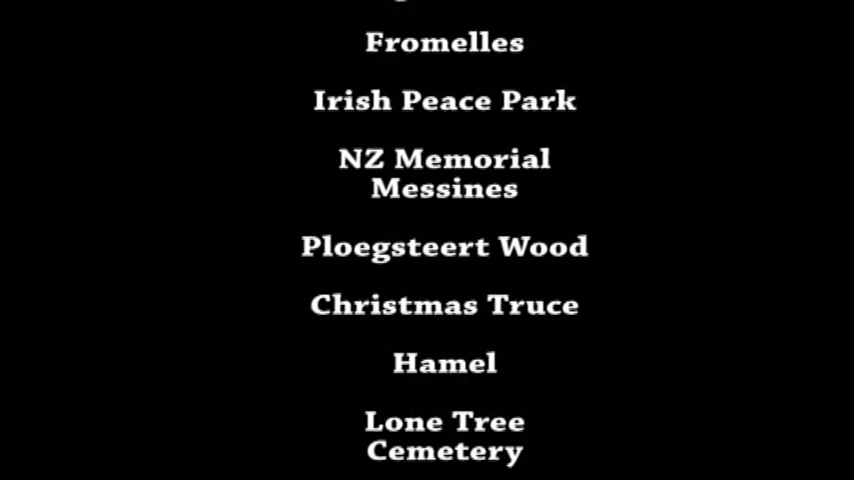 Fromelles
Irish Peace Park
NZ Memorial
Messines
Ploegsteert Wood
Christmas Truce
Hamel
Lone Tree
Cemetery